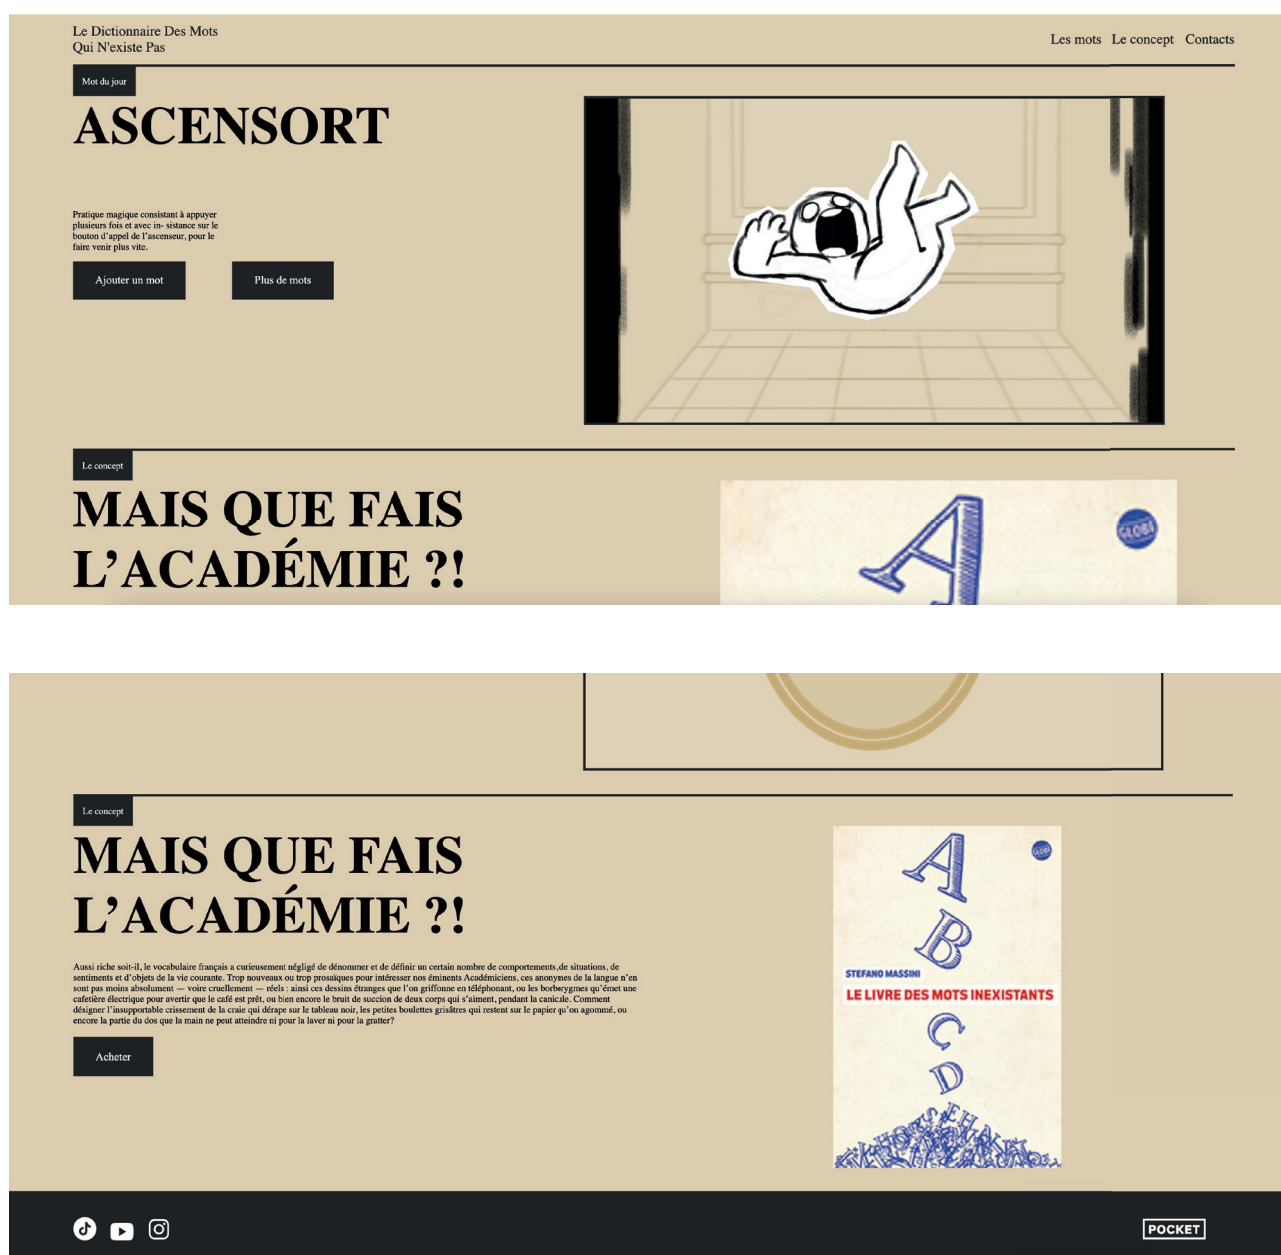 Le Dictionnaire Des Mots
Qui N'existe Pas
Les mots Le concept Contacts
Mot du jour
ASCENSORT
Pratique magique consistant à appuyer
plusieurs fois et avec in- sistance sur le
bouton d'appel de l'ascenseur, pour le
faire venir plus vite.
Ajouter un mot
Plus de mots
Le concept
MAIS QUE FAIS
L'ACADÉMIE ?!
A
GLOBE
Le concept
MAIS QUE FAIS
L'ACADÉMIE ?!
Aussi riche soit-il, le vocabulaire français a curieusement négligé de dénommer et de définir un certain nombre de comportements, de situations, de
sentiments et d'objets de la vie courante. Trop nouveaux ou trop prosaïques pour intéresser nos éminents Académiciens, ces anonymes de la langue n'en
sont pas moins absolument — voire cruellement — réels : ainsi ces dessins étranges que l'on griffonne en téléphonant, ou les borborygmes qu'émet une
cafetière électrique pour avertir que le café est prêt, ou bien encore le bruit de succion de deux corps qui s'aiment, pendant la canicule. Comment
désigner l'insupportable crissement de la craie qui dérape sur le tableau noir, les petites boulettes grisâtres qui restent sur le papier qu'on agommé, ou
encore la partie du dos que la main ne peut atteindre ni pour la laver ni pour la gratter?
Acheter
A
GLOBE
B
STEFANO MASSINI
LE LIVRE DES MOTS INEXISTANTS
C
D
POCKET